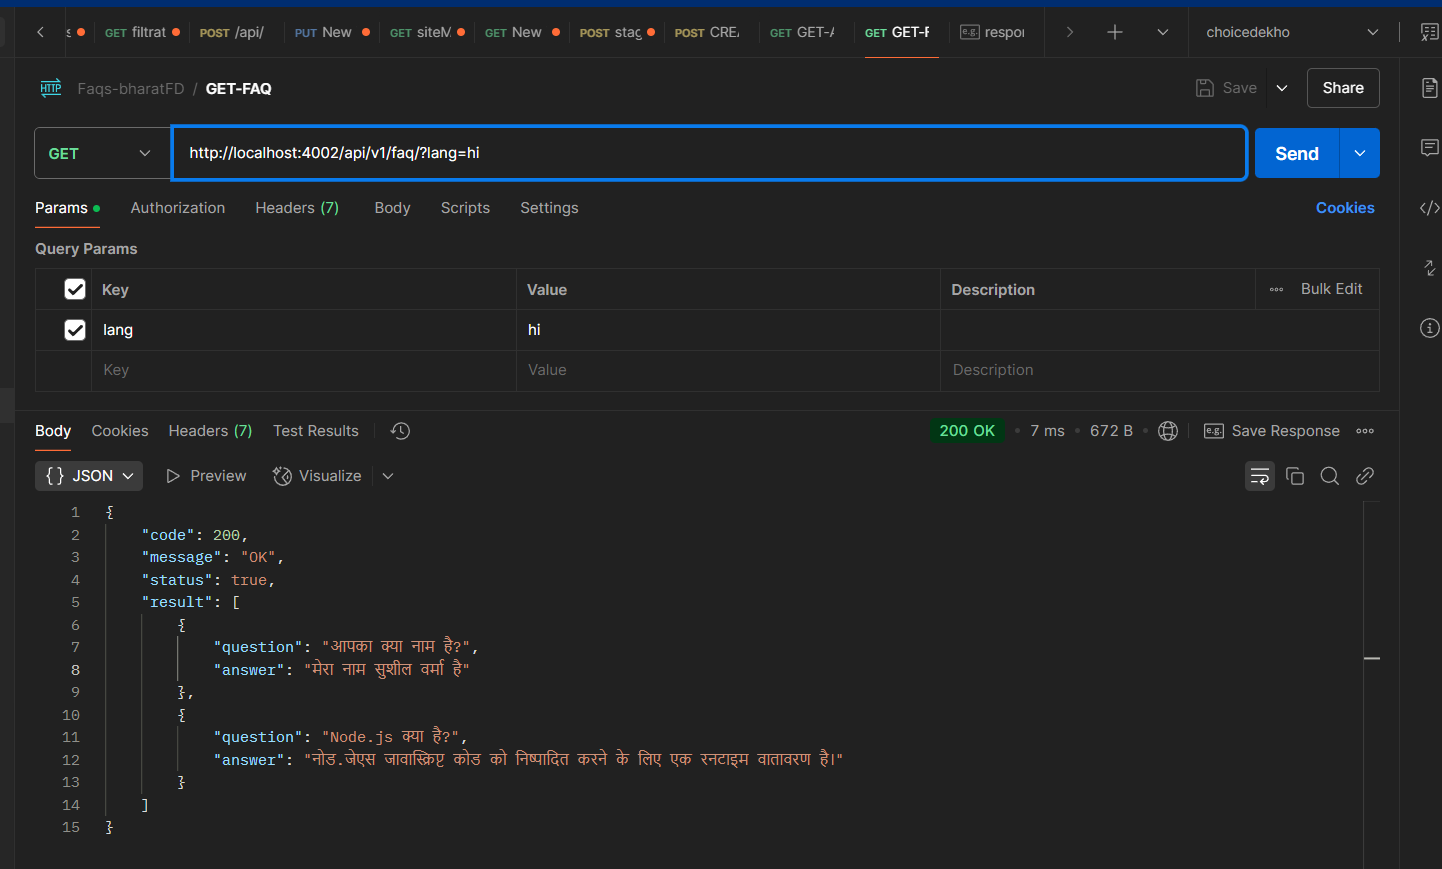 s GET filtrat POST /api/ PUT New GET siteM GET New POST stag POST CREA GET GET-A GET GET-F e.g. respon choicedekho
HTTP Faqs-bharatFD / GET-FAQ Save Share
GET http://localhost:4002/api/v1/faq/?lang=hi Send
Params Authorization Headers (7) Body Scripts Settings Cookies
Query Params
Key Value Description Bulk Edit
lang hi
Key Value Description
Body Cookies Headers (7) Test Results 200 OK 7 ms 672 B e.g. Save Response
{ } JSON Preview Visualize
1 {
2 "code": 200,
3 "message": "OK",
4 "status": true,
5 "result": [
6 {
7 "question": "आपका क्या नाम है?",
8 "answer": "मेरा नाम सुशील वर्मा है"
9 },
10 {
11 "question": "Node.js क्या है?",
12 "answer": "नोड.जेएस जावास्क्रिप्ट कोड को निष्पादित करने के लिए एक रनटाइम वातावरण है।"
13 }
14 ]
15 }